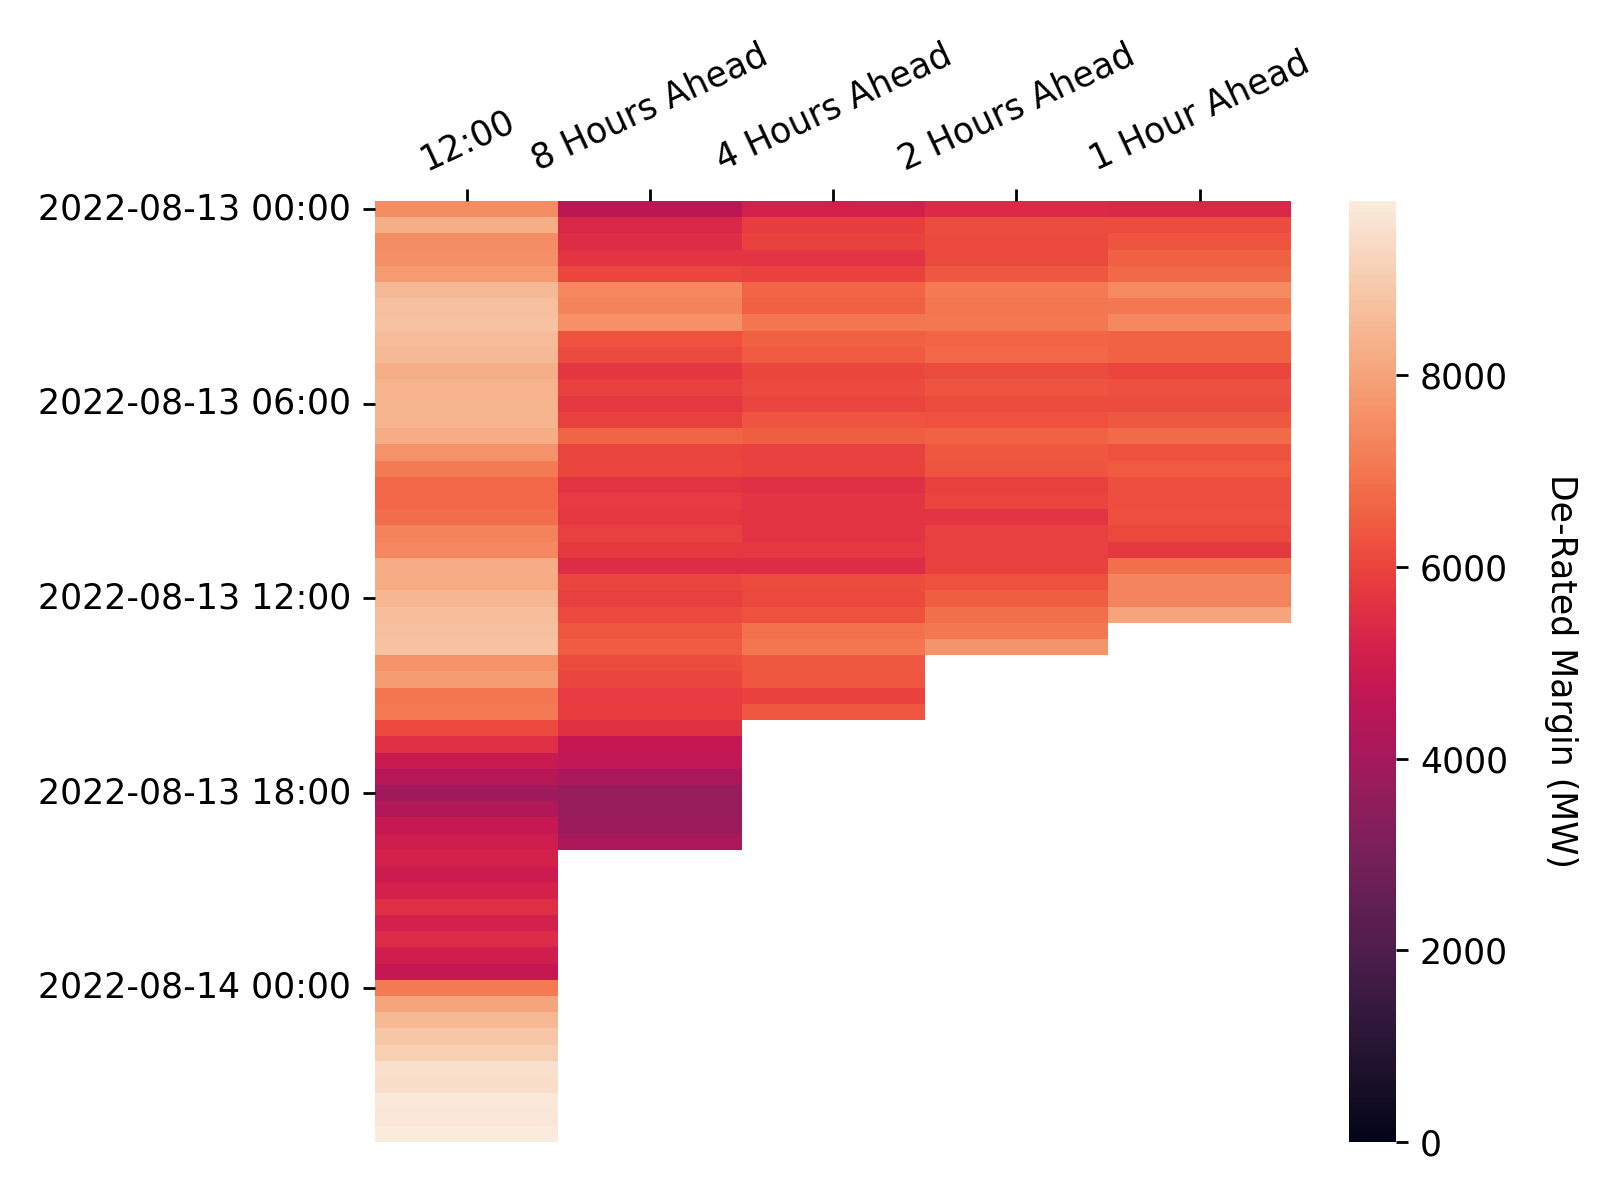 12:00
8 Hours Ahead
4 Hours Ahead
2 Hours Ahead
1 Hour Ahead
2022-08-13 00:00
2022-08-13 06:00
2022-08-13 12:00
2022-08-13 18:00
2022-08-14 00:00
8000
6000
4000
2000
0
De-Rated Margin (MW)